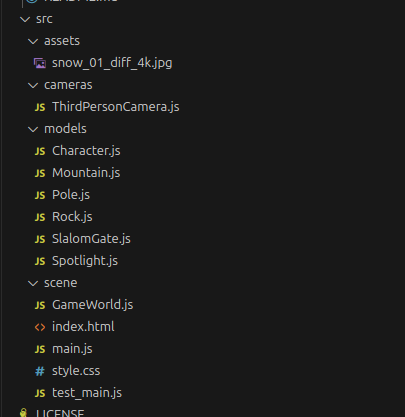 README.md
src
assets
snow_01_diff_4k.jpg
cameras
JS ThirdPersonCamera.js
models
JS Character.js
JS Mountain.js
JS Pole.js
JS Rock.js
JS SlalomGate.js
JS Spotlight.js
scene
JS GameWorld.js
<> index.html
JS main.js
# style.css
JS test_main.js
LICENSE